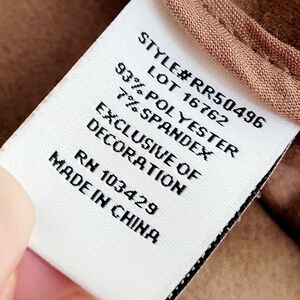 STYLE#RR50496
LOT 16762
93% POLYESTER
7% SPANDEX
EXCLUSIVE OF
DECORATION
RN 103429
MADE IN CHINA